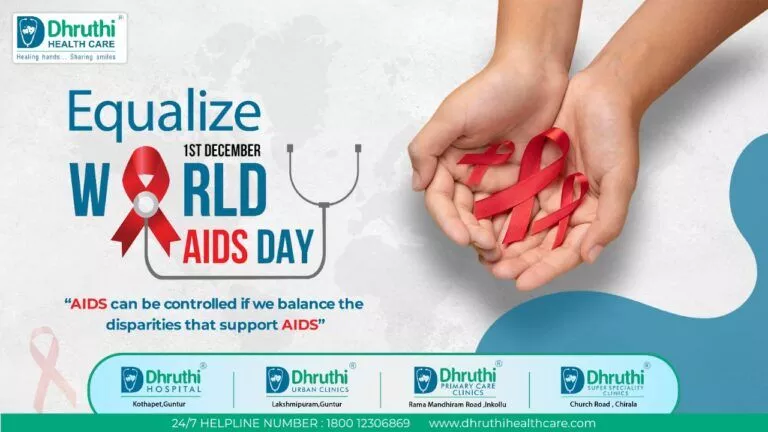 Dhruthi®
HEALTH CARE
Healing hands... Sharing smiles
Equalize
1ST DECEMBER
W RLD
AIDS DAY
“AIDS can be controlled if we balance the
disparities that support AIDS”
Dhruthi®
HOSPITAL
Kothapet,Guntur
Dhruthi®
URBAN CLINICS
Lakshmipuram,Guntur
Dhruthi®
PRIMARY CARE
CLINICS
Rama Mandhiram Road ,Inkollu
Dhruthi®
SUPER SPECIALITY
CLINICS
Church Road , Chirala
24/7 HELPLINE NUMBER : 1800 12306869 www.dhruthihealthcare.com